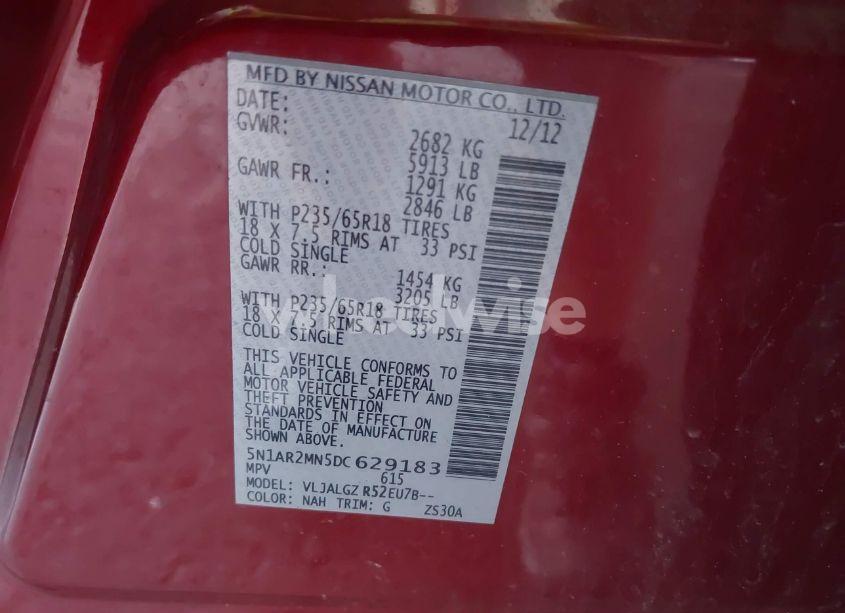 MFD BY NISSAN MOTOR CO., LTD.
DATE: 12/12
GVWR: 2682 KG
5913 LB
GAWR FR.: 1291 KG
2846 LB
WITH P235/65R18 TIRES
18 X 7.5 RIMS AT 33 PSI
COLD SINGLE
GAWR RR.: 1454 KG
3205 LB
WITH P235/65R18 TIRES
18 X 7.5 RIMS AT 33 PSI
COLD SINGLE
THIS VEHICLE CONFORMS TO
ALL APPLICABLE FEDERAL
MOTOR VEHICLE SAFETY AND
THEFT PREVENTION
STANDARDS IN EFFECT ON
THE DATE OF MANUFACTURE
SHOWN ABOVE.
5N1AR2MN5DC 629183
MPV 615
MODEL: VLJALGZ R52EU7B--
COLOR: NAH TRIM: G ZS30A